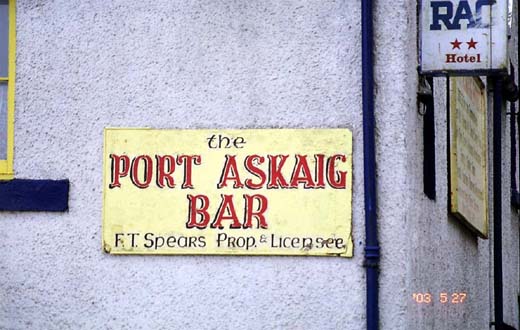 the
PORT ASKAIG
BAR
F.T. Spears Prop. & Licensee
RAC
★★
Hotel
'03 5 27